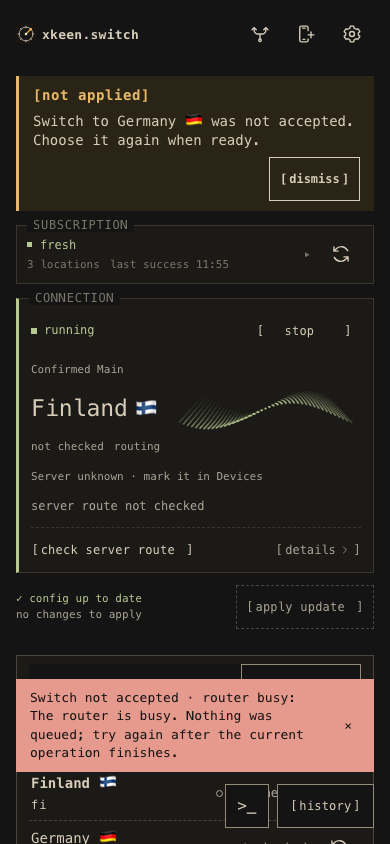 xkeen.switch
[not applied]
Switch to Germany 🇩🇪 was not accepted.
Choose it again when ready.
[dismiss]
SUBSCRIPTION
fresh
3 locations last success 11:55
CONNECTION
running
[ stop ]
Confirmed Main
Finland 🇫🇮
not checked routing
Server unknown · mark it in Devices
server route not checked
[check server route ]
[details › ]
✓ config up to date
no changes to apply
[apply update ]
Switch not accepted · router busy:
The router is busy. Nothing was
queued; try again after the current
operation finishes.
×
Finland 🇫🇮
fi
>_
[history]
Germany 🇩🇪